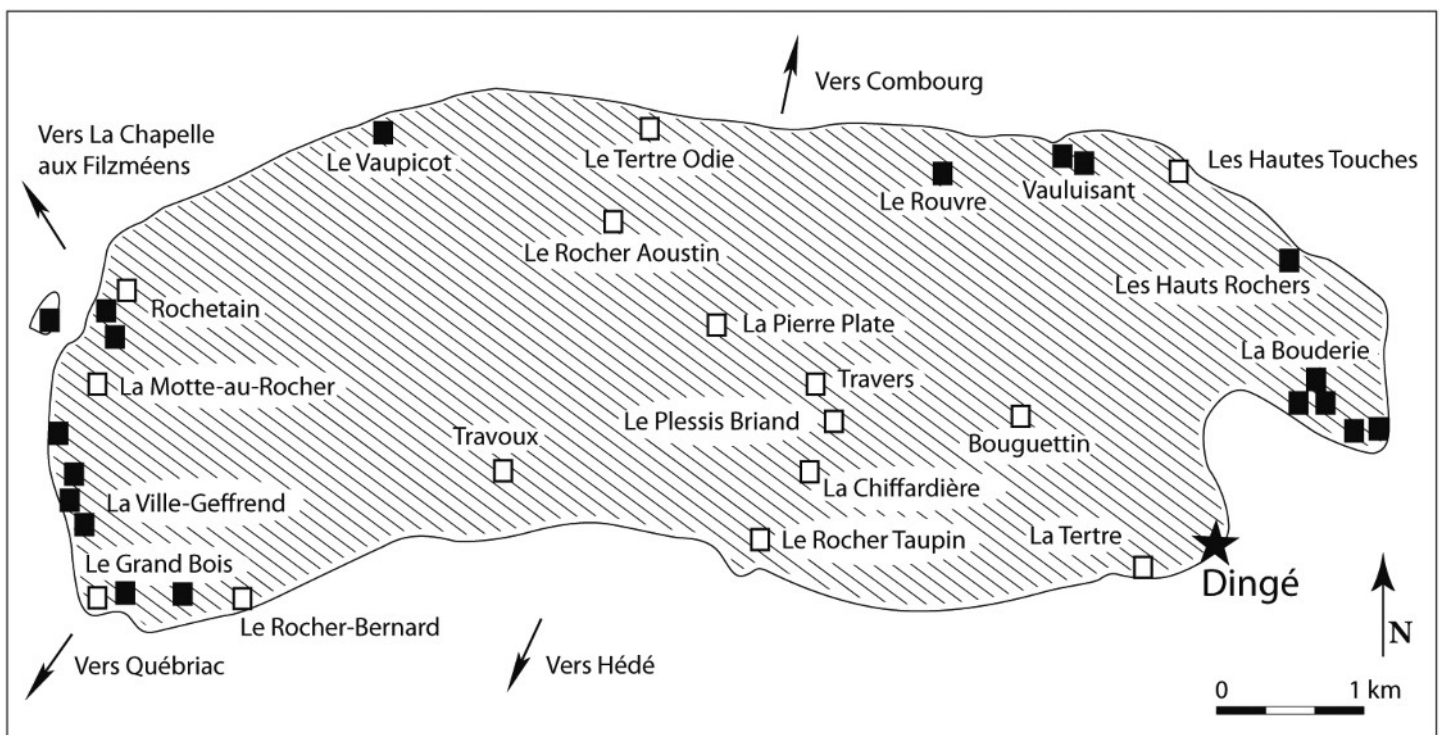 Vers Combourg
Vers La Chapelle
aux Filzméens
Le Vaupicot
Le Tertre Odie
Les Hautes Touches
Le Rouvre
Vauluisant
Le Rocher Aoustin
Les Hauts Rochers
Rochetain
La Pierre Plate
La Bouderie
La Motte-au-Rocher
Travers
Le Plessis Briand
Bouguettin
Travoux
La Chiffardière
La Ville-Geffrend
Le Rocher Taupin
La Tertre
Le Grand Bois
Dingé
Le Rocher-Bernard
N
Vers Québriac
Vers Hédé
0 1 km